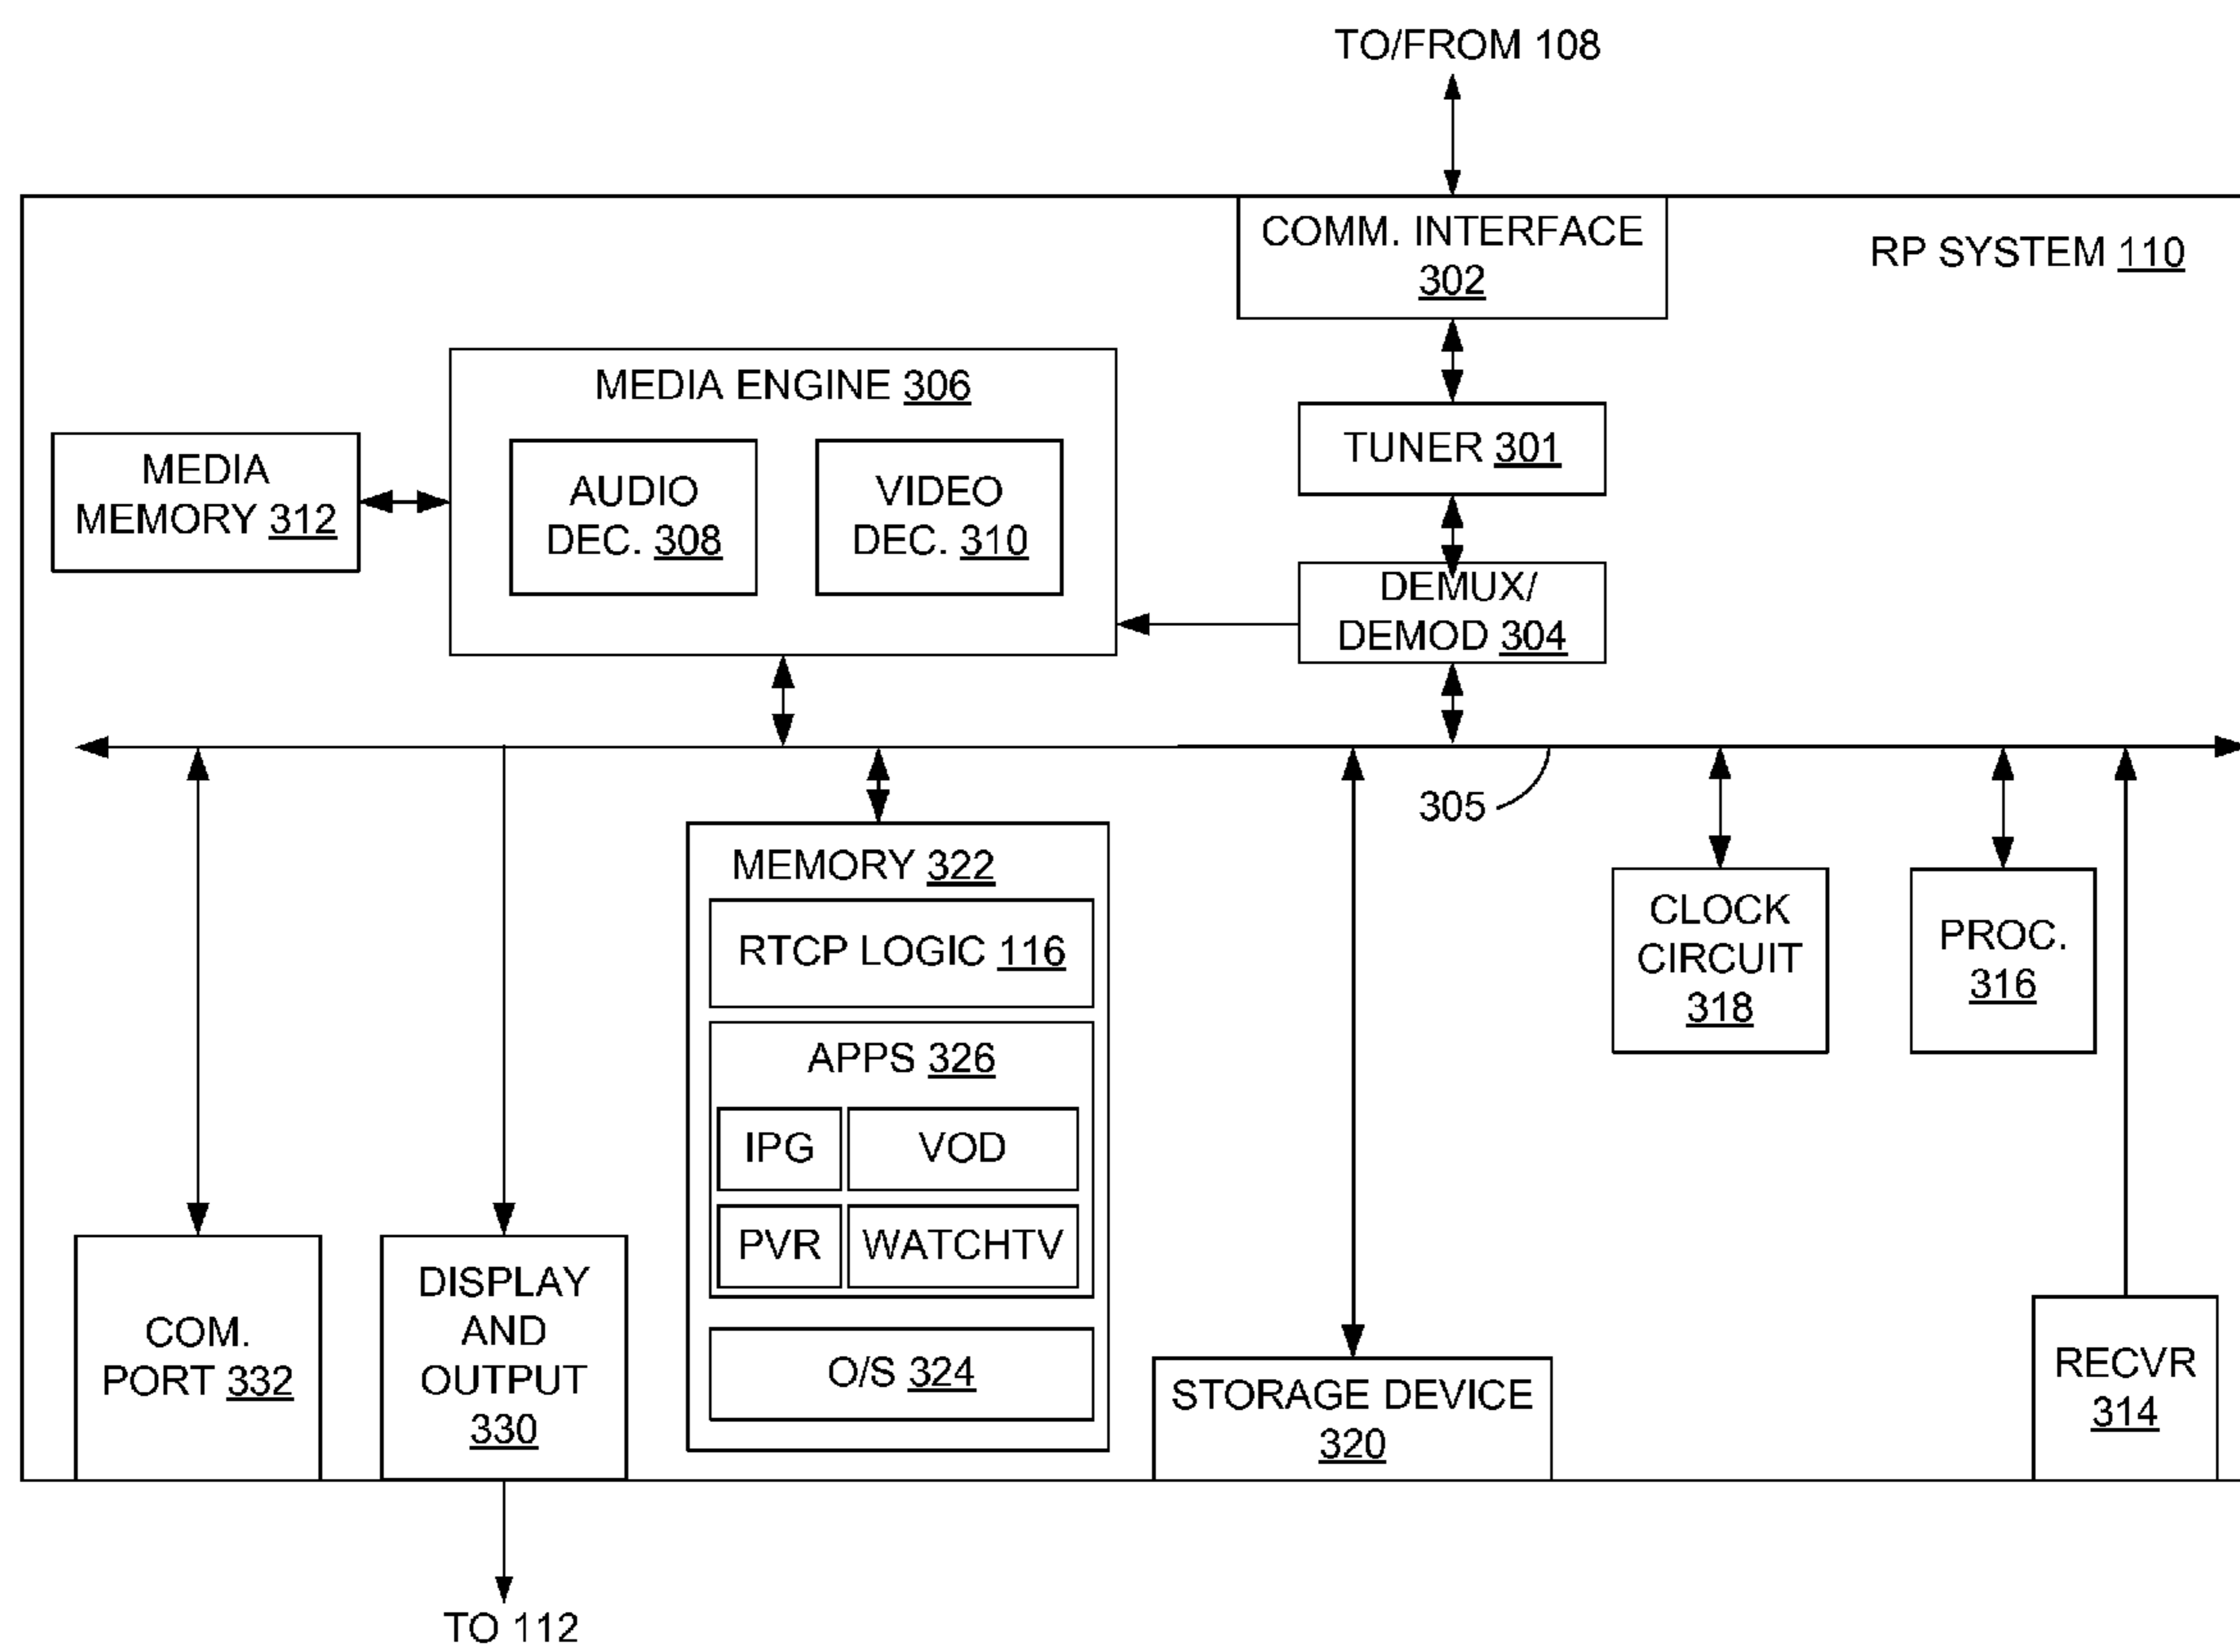 TO/FROM 108
COMM. INTERFACE
302
RP SYSTEM 110
MEDIA ENGINE 306
TUNER 301
MEDIA
MEMORY 312
AUDIO
DEC. 308
VIDEO
DEC. 310
DEMUX/
DEMOD 304
305
MEMORY 322
RTCP LOGIC 116
APPS 326
IPG
VOD
PVR
WATCHTV
O/S 324
CLOCK
CIRCUIT
318
PROC.
316
COM.
PORT 332
DISPLAY
AND
OUTPUT
330
STORAGE DEVICE
320
RECVR
314
TO 112